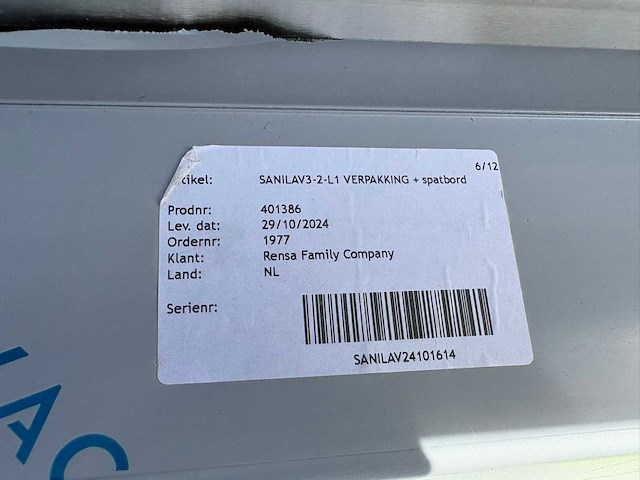 6/12
ikel: SANILAV3-2-L1 VERPAKKING + spatbord
Prodnr: 401386
Lev. dat: 29/10/2024
Ordernr: 1977
Klant: Rensa Family Company
Land: NL
Serienr:
SANILAV24101614